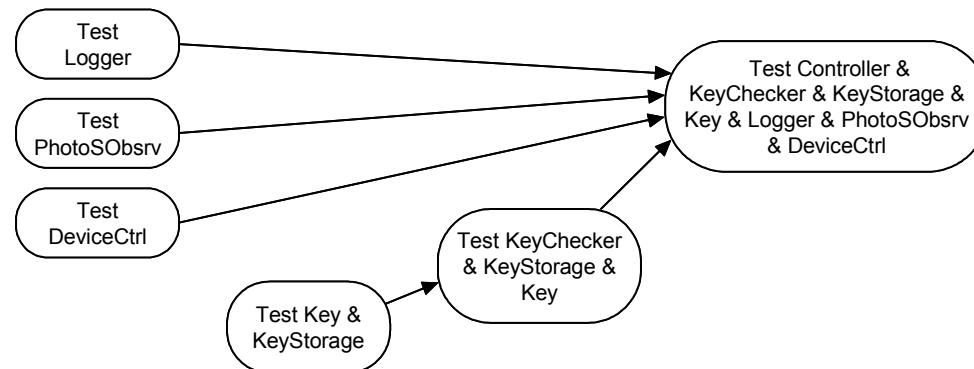 Test
Logger
Test
PhotoSObsrv
Test
DeviceCtrl
Test Key &
KeyStorage
Test KeyChecker
& KeyStorage &
Key
Test Controller &
KeyChecker & KeyStorage &
Key & Logger & PhotoSObsrv
& DeviceCtrl